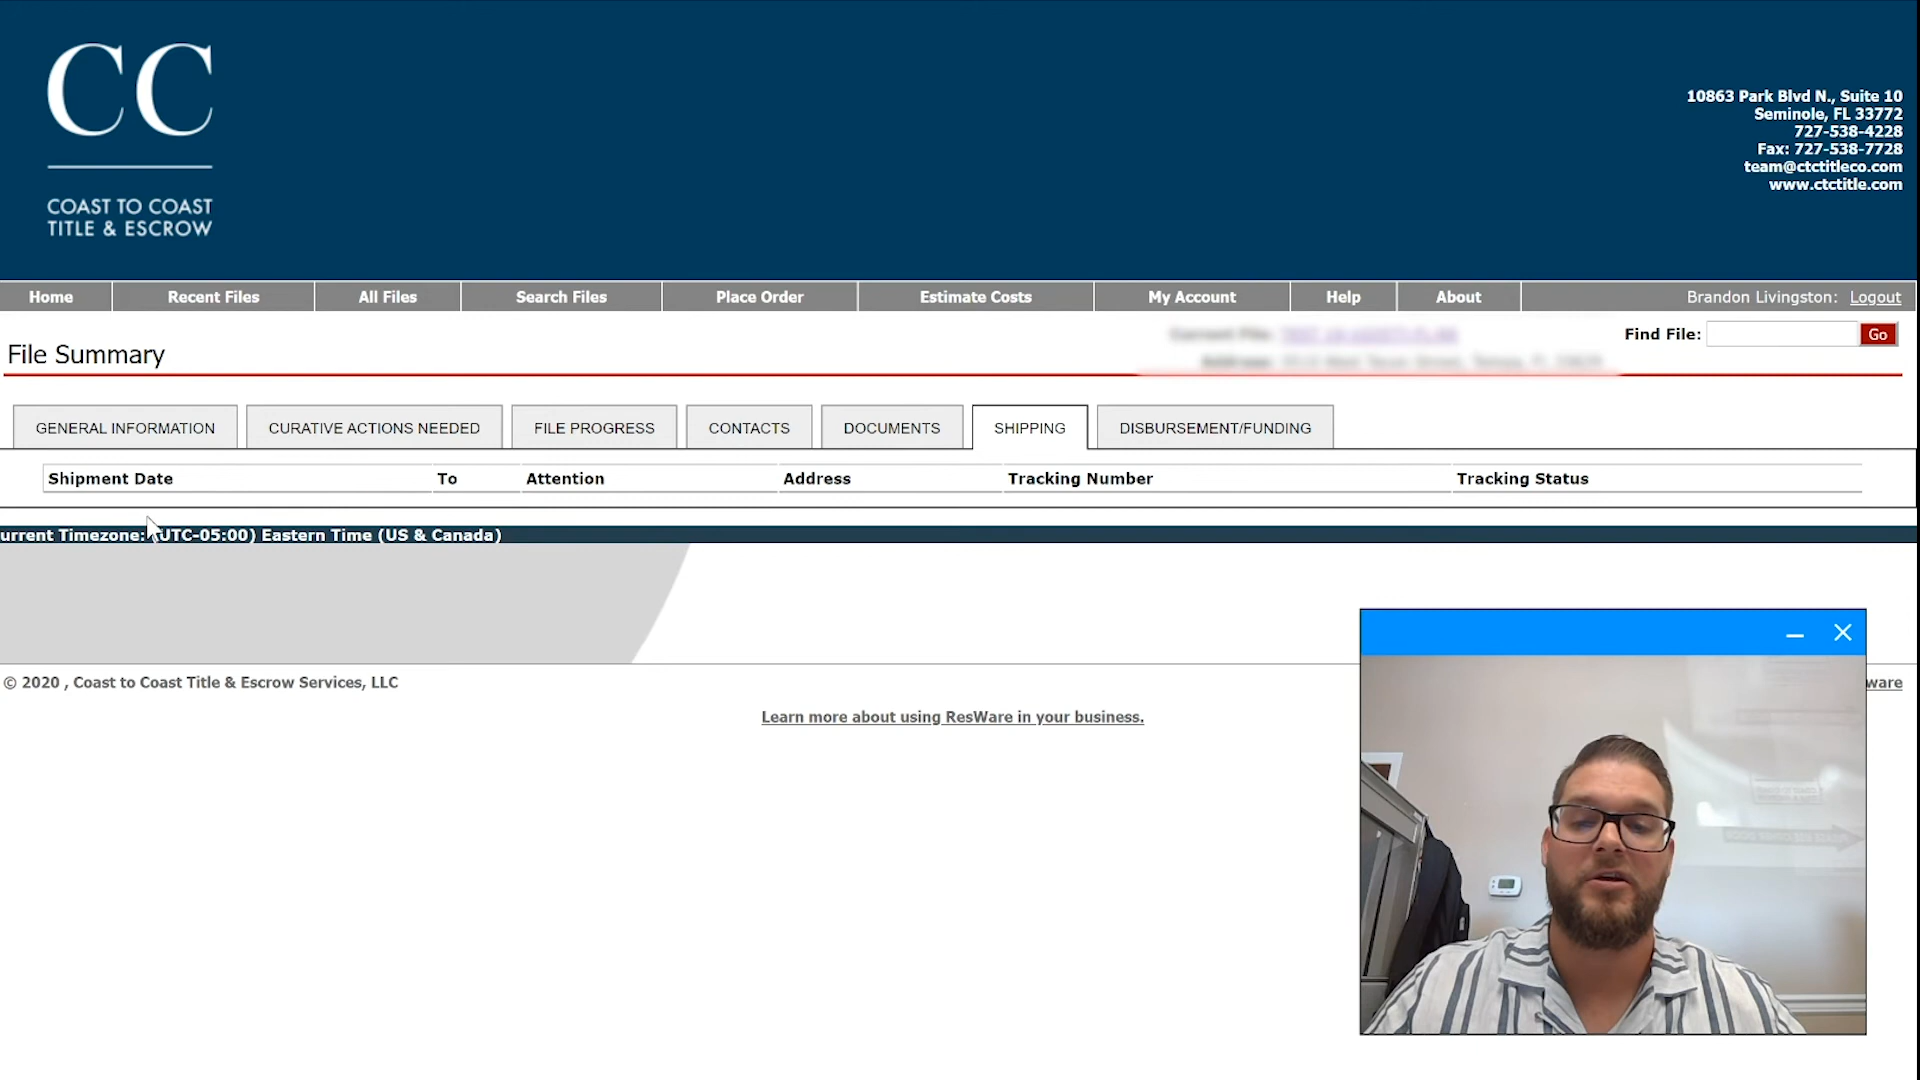 CC
COAST TO COAST
TITLE & ESCROW
10863 Park Blvd N., Suite 10
Seminole, FL 33772
727-538-4228
Fax: 727-538-7728
team@ctctitleco.com
www.ctctitle.com
Home Recent Files All Files Search Files Place Order Estimate Costs My Account Help About Brandon Livingston: Logout
Find File: Go
File Summary
GENERAL INFORMATION CURATIVE ACTIONS NEEDED FILE PROGRESS CONTACTS DOCUMENTS SHIPPING DISBURSEMENT/FUNDING
Shipment Date To Attention Address Tracking Number Tracking Status
urrent Timezone: (UTC-05:00) Eastern Time (US & Canada)
© 2020 , Coast to Coast Title & Escrow Services, LLC
ware
Learn more about using ResWare in your business.